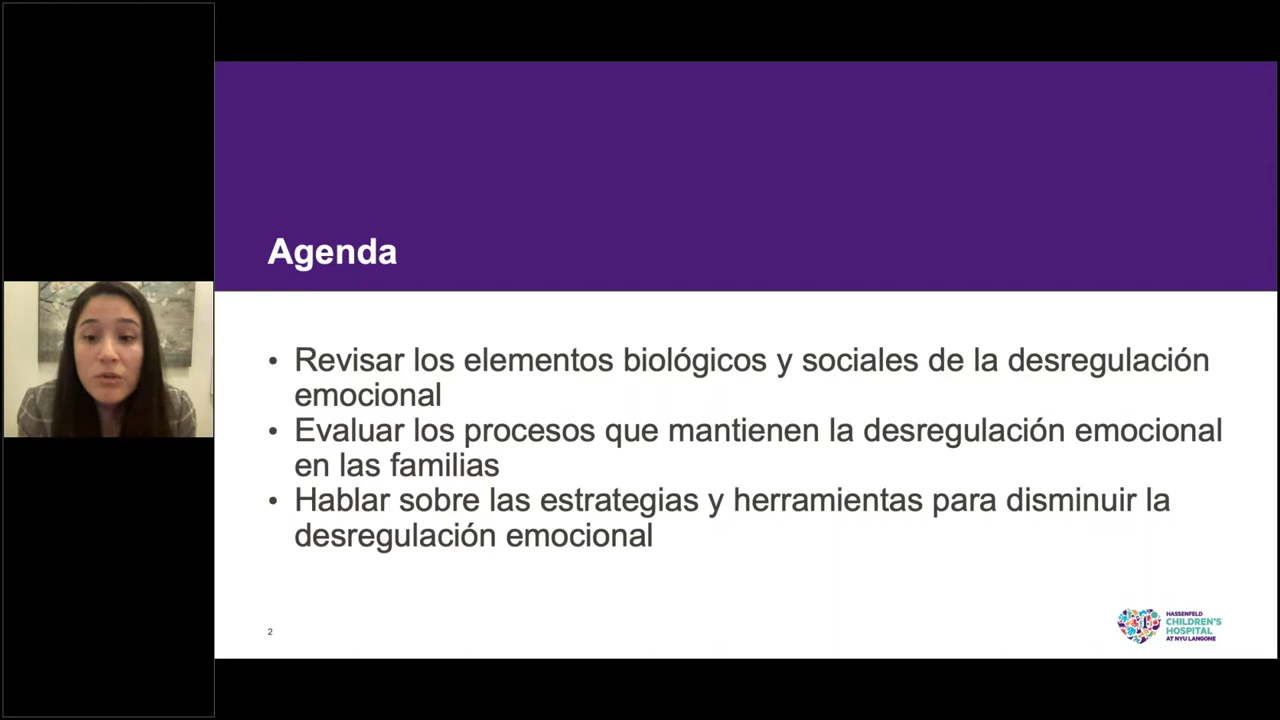 Agenda
• Revisar los elementos biológicos y sociales de la desregulación
emocional
• Evaluar los procesos que mantienen la desregulación emocional
en las familias
• Hablar sobre las estrategias y herramientas para disminuir la
desregulación emocional
2
HASSENFELD
CHILDREN'S
HOSPITAL
AT NYU LANGONE